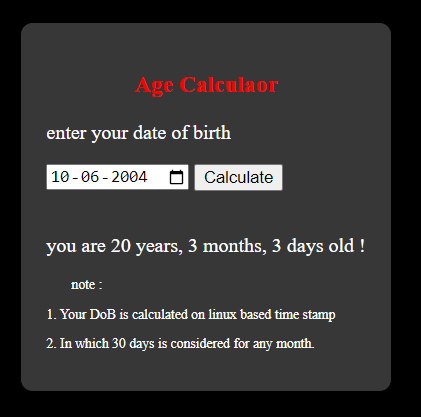 Age Calculaor
enter your date of birth
10-06-2004 Calculate
you are 20 years, 3 months, 3 days old !
note :
1. Your DoB is calculated on linux based time stamp
2. In which 30 days is considered for any month.